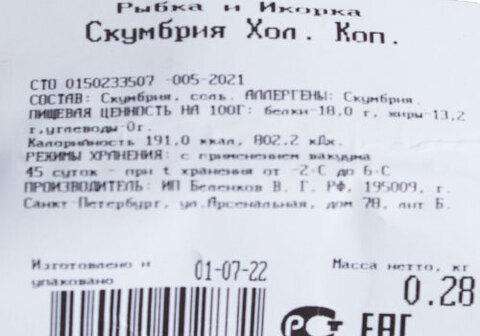 Рыбка и Икорка
Скумбрия Хол. Коп.
СТО 0150233507 -005-2021
СОСТАВ: Скумбрия, соль. АЛЛЕРГЕНЫ: Скумбрия.
ПИЩЕВАЯ ЦЕННОСТЬ НА 100Г: белки-18,0 г, жиры-13,2
г,углеводы-0г.
Калорийность 191,0 ккал, 802,2 кДж.
РЕЖИМЫ ХРАНЕНИЯ: с применением вакуума
45 суток - при t хранения от -2·С до 6·С
ПРОИЗВОДИТЕЛЬ: ИП Беленков В. Г. РФ, 195009, г.
Санкт-Петербург, ул.Арсенальная, дом 78, лит Б.
Изготовлено и
упаковано
01-07-22
Масса нетто, кг
0.28
РСТ ЕАС